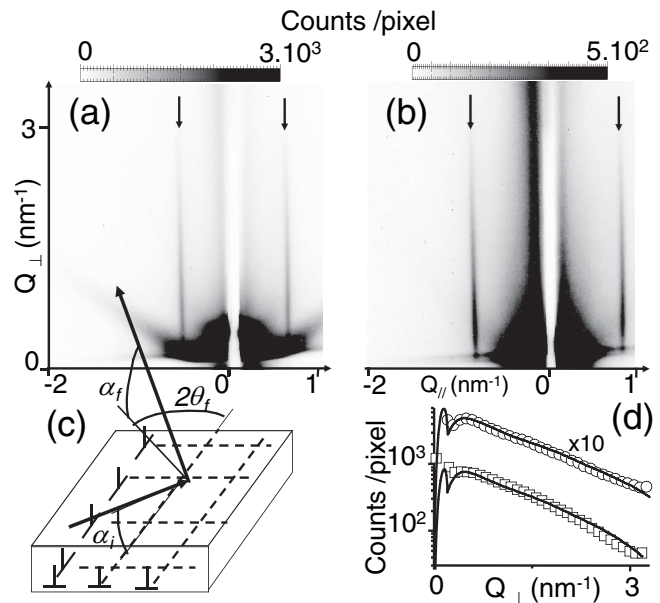 Counts /pixel
0 3.10³ 0 5.10²
(a) (b)
3
Q⊥ (nm⁻¹)
0
-2 0 1 -2 Q// (nm⁻¹) 0 1
αf 2θf
(c) (d)
αi
x10
Counts /pixel
10³
10²
0 3
Q⊥ (nm⁻¹)